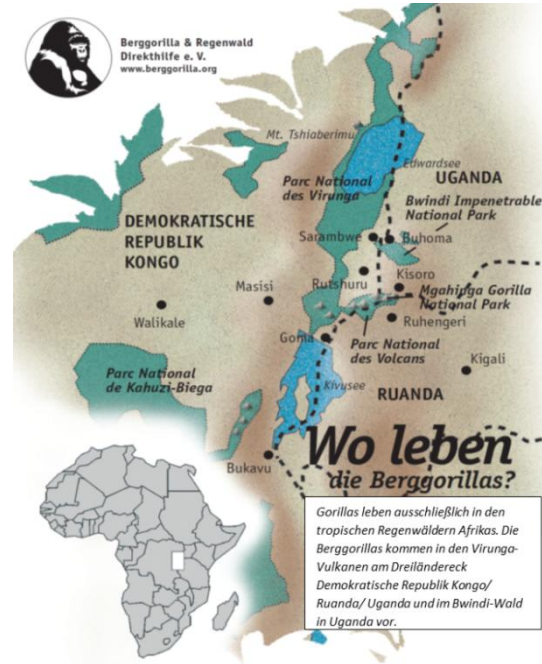 Berggorilla & Regenwald
Direkthilfe e. V.
www.berggorilla.org
Mt. Tshiaberimu
Edwardsee
Parc National
des Virunga
UGANDA
Bwindi Impenetrable
National Park
DEMOKRATISCHE
REPUBLIK
KONGO
Sarambwe
Buhoma
Masisi
Rutshuru
Kisoro
Mgahinga Gorilla
National Park
Walikale
Ruhengeri
Goma
Parc National
des Volcans
Kigali
Parc National
de Kahuzi-Biega
Kivusee
RUANDA
Bukavu
Wo leben
die Berggorillas?
Gorillas leben ausschließlich in den
tropischen Regenwäldern Afrikas. Die
Berggorillas kommen in den Virunga-
Vulkanen am Dreiländereck
Demokratische Republik Kongo/
Ruanda/ Uganda und im Bwindi-Wald
in Uganda vor.